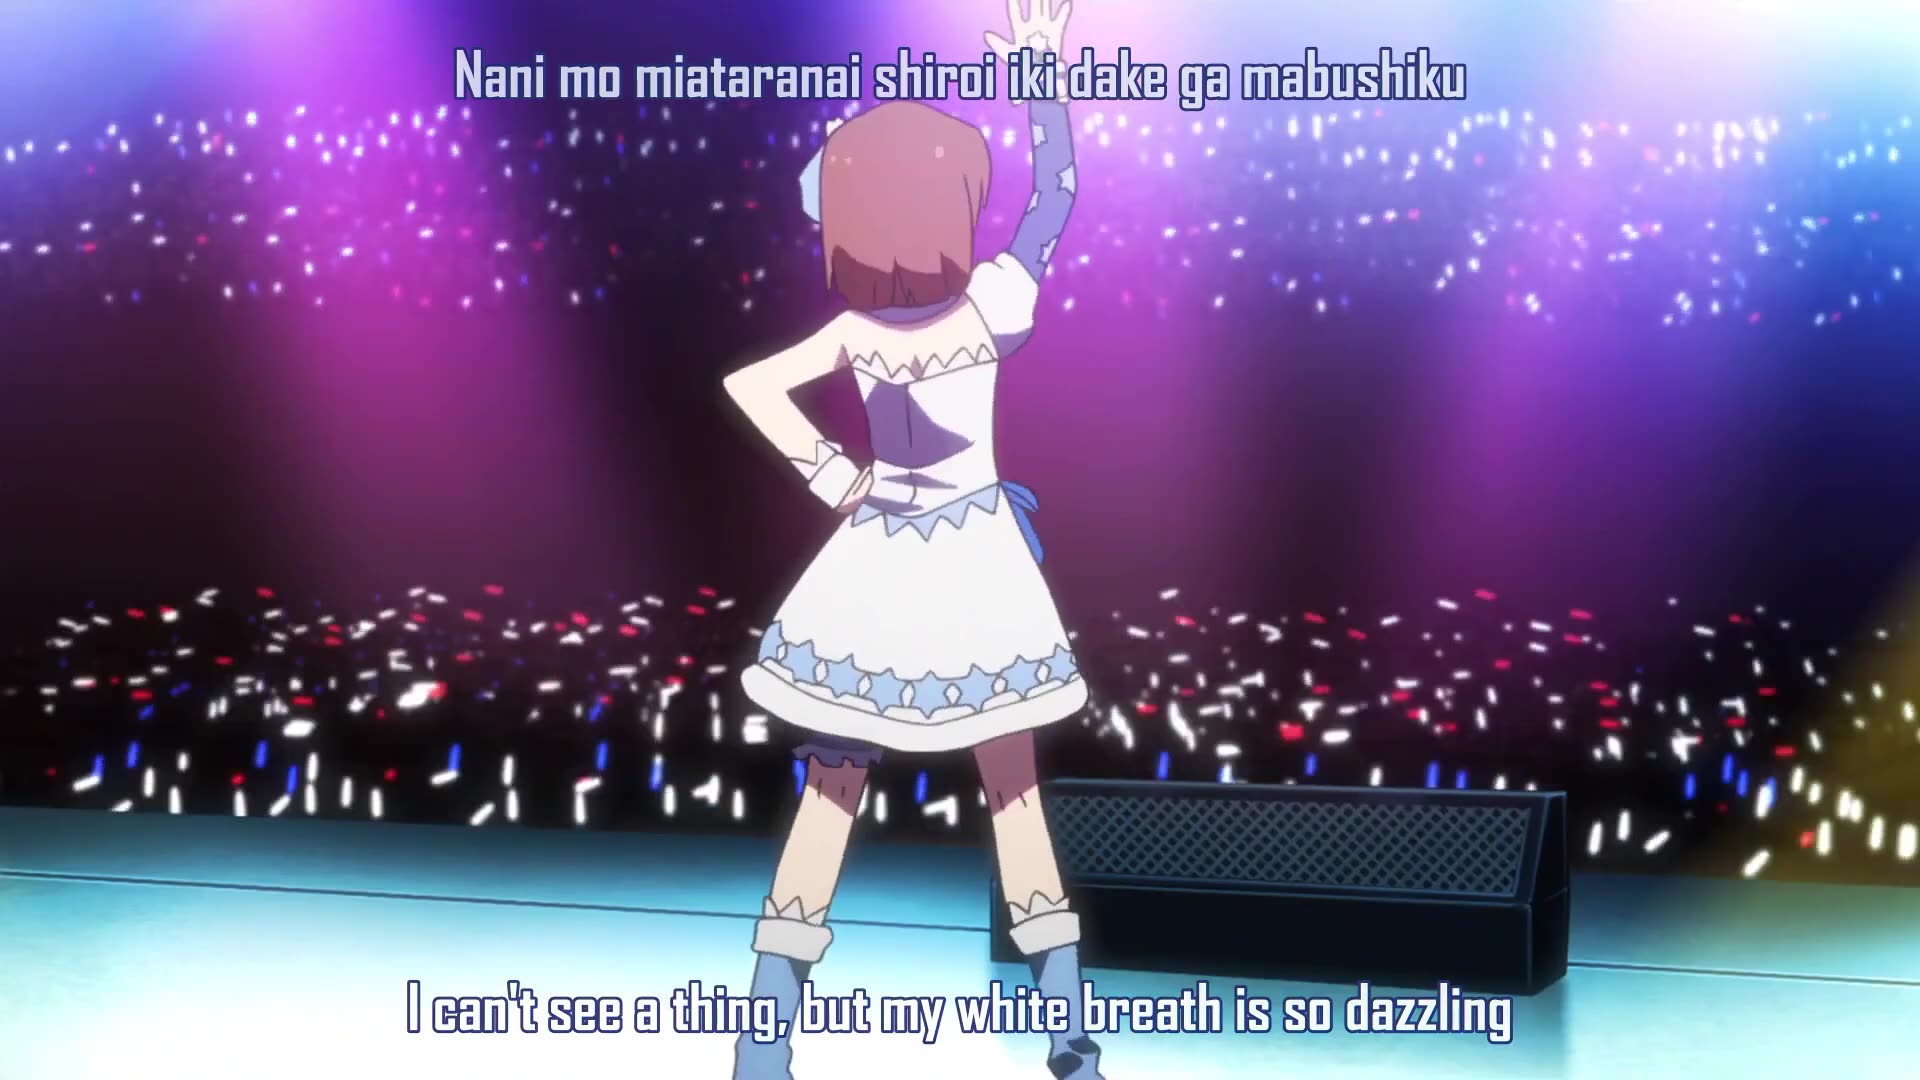 Nani mo miataranai shiroi iki dake ga mabushiku
I can't see a thing, but my white breath is so dazzling